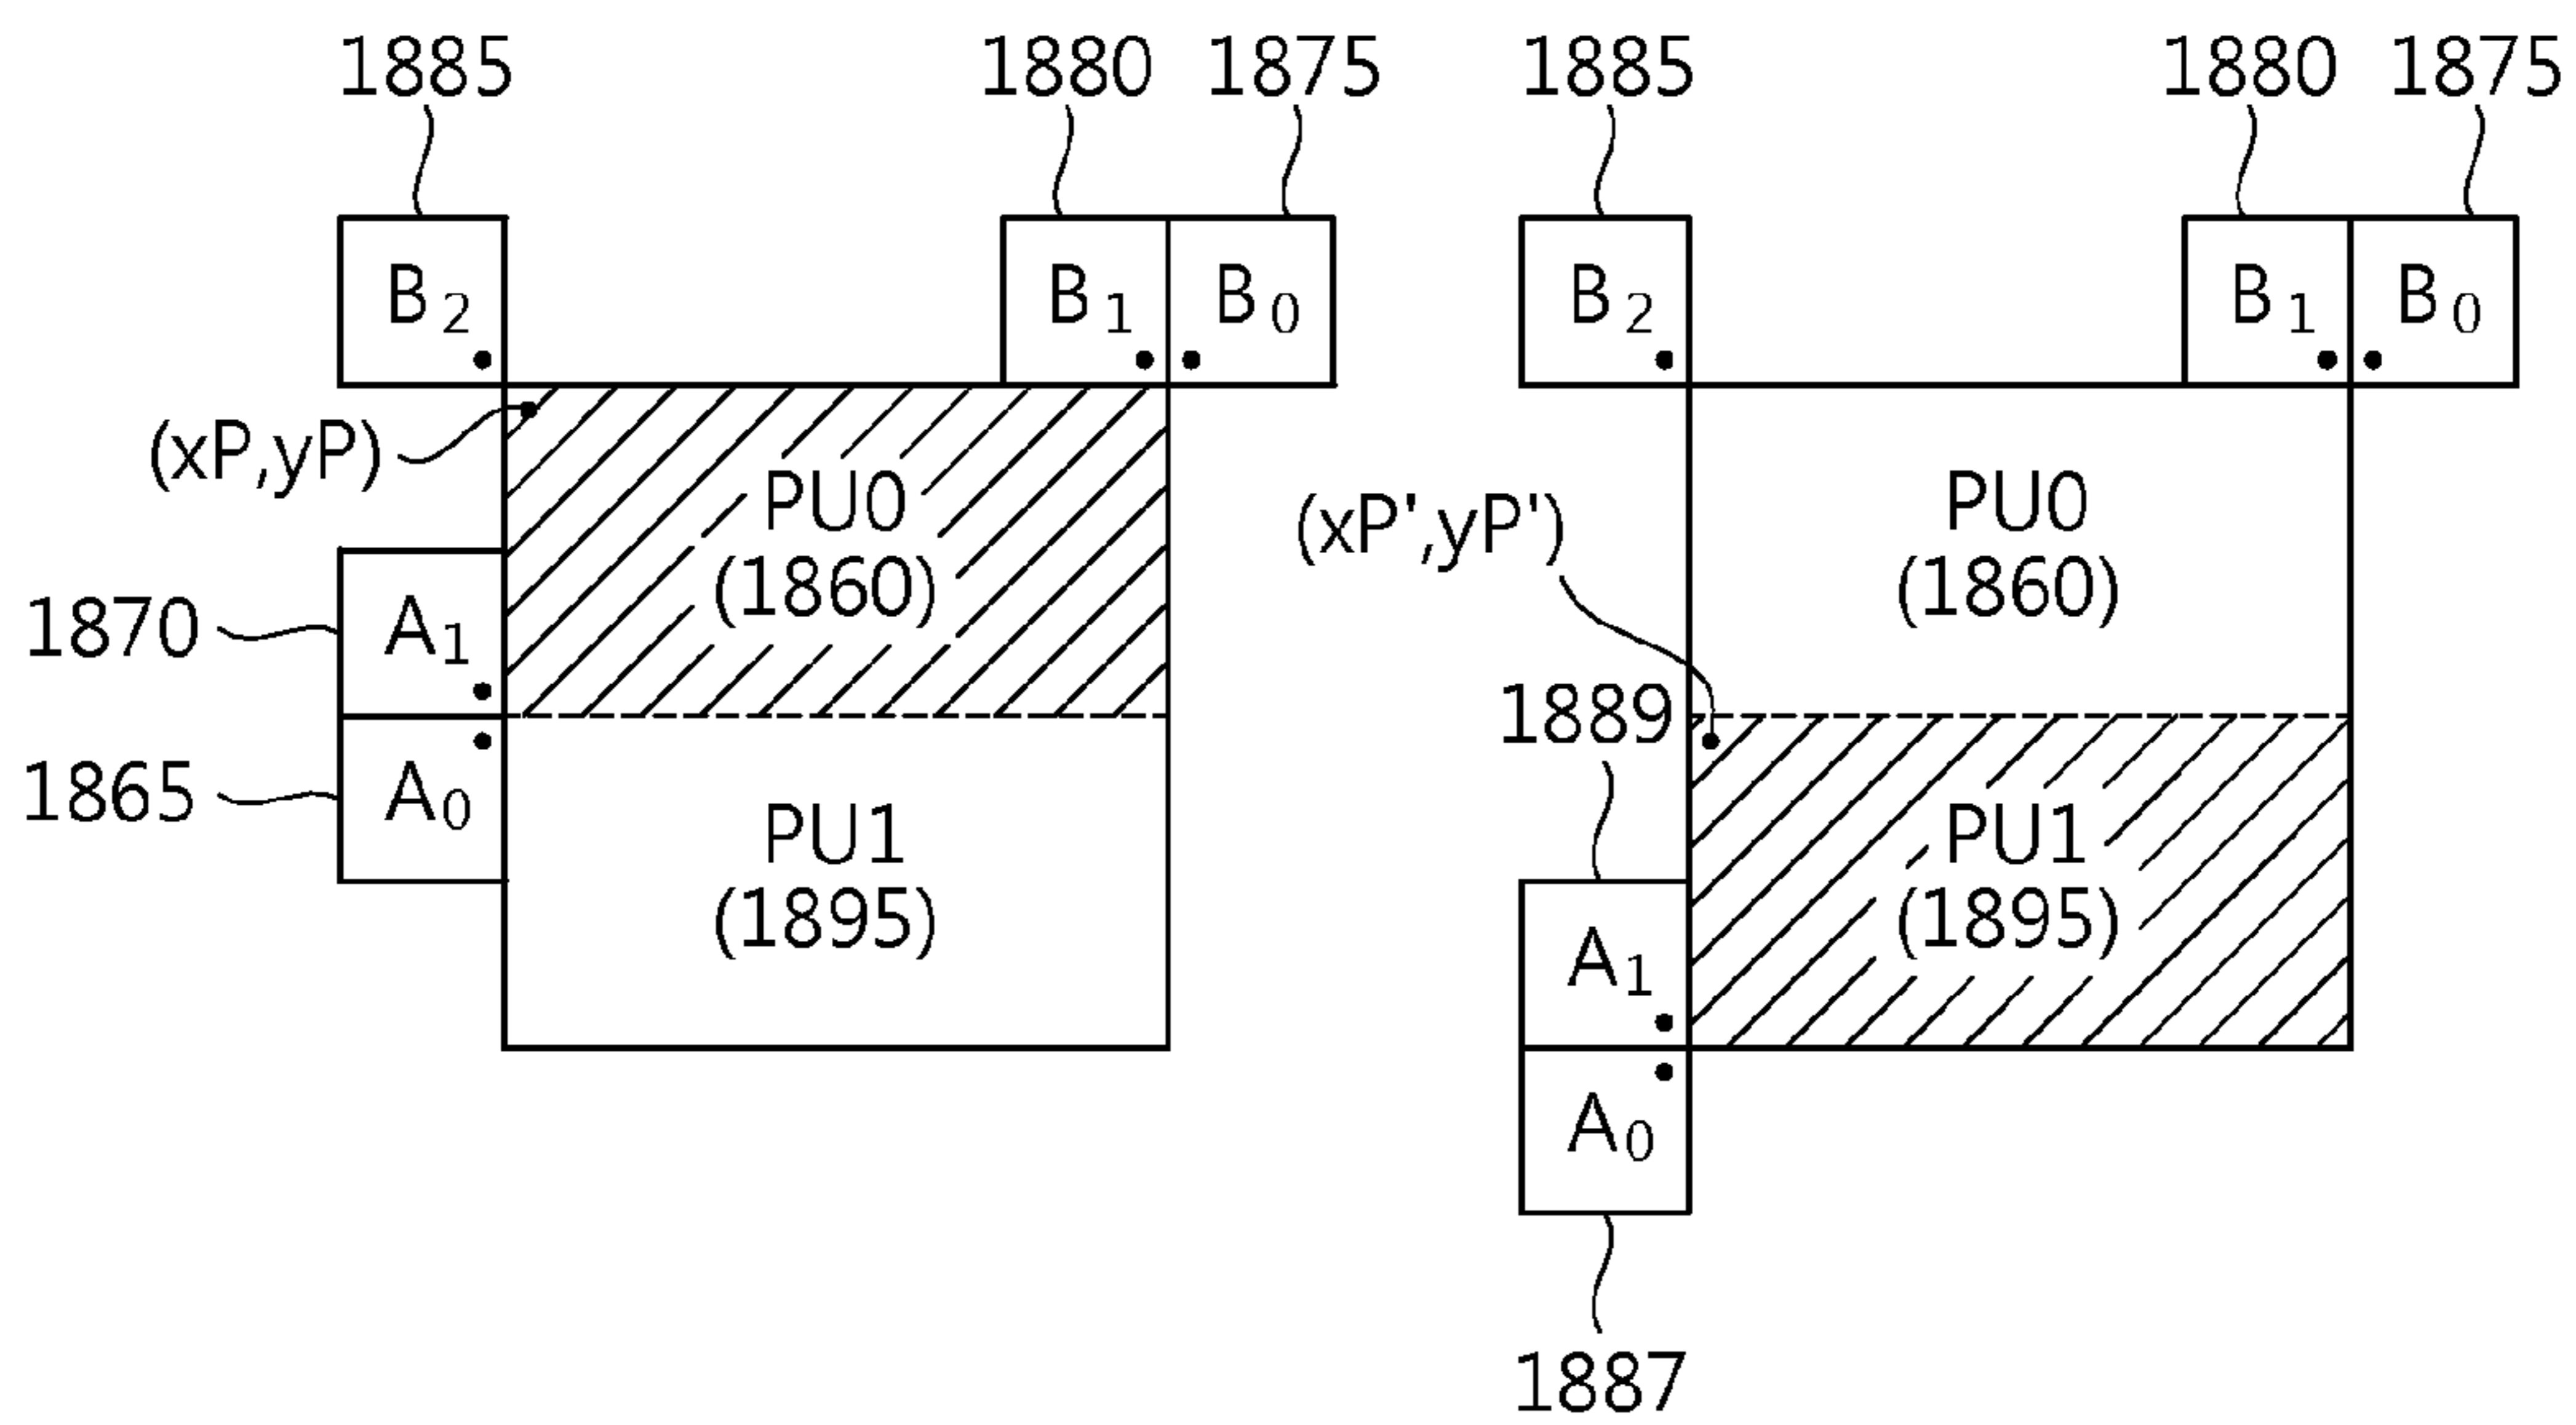 1885 1880 1875
B2 B1 B0
(xP,yP)
PU0
(1860)
1870 A1
1865 A0
PU1
(1895)
1885 1880 1875
B2 B1 B0
(xP',yP')
PU0
(1860)
1889
PU1
(1895)
A1
A0
1887